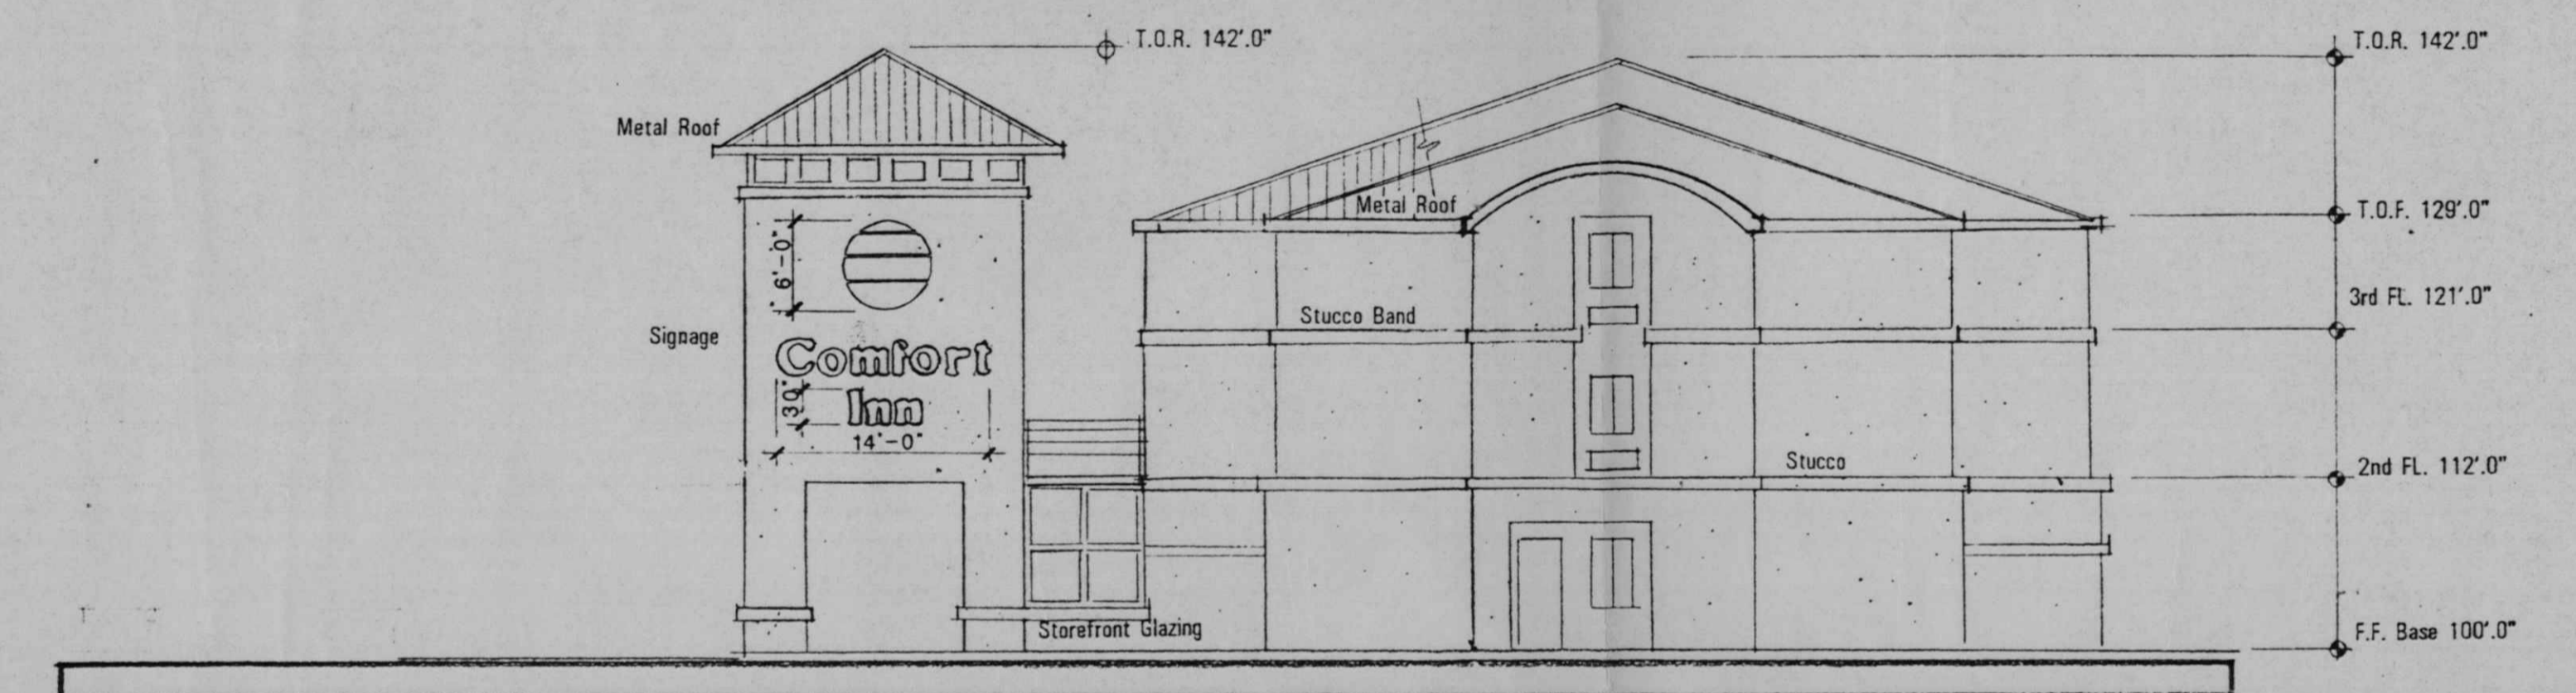 T.O.R. 142'.0"
T.O.R. 142'.0"
Metal Roof
Metal Roof
T.O.F. 129'.0"
6'-0"
3rd FL. 121'.0"
Stucco Band
Signage
Comfort
30"
Inn
14'-0"
Stucco
2nd FL. 112'.0"
Storefront Glazing
F.F. Base 100'.0"